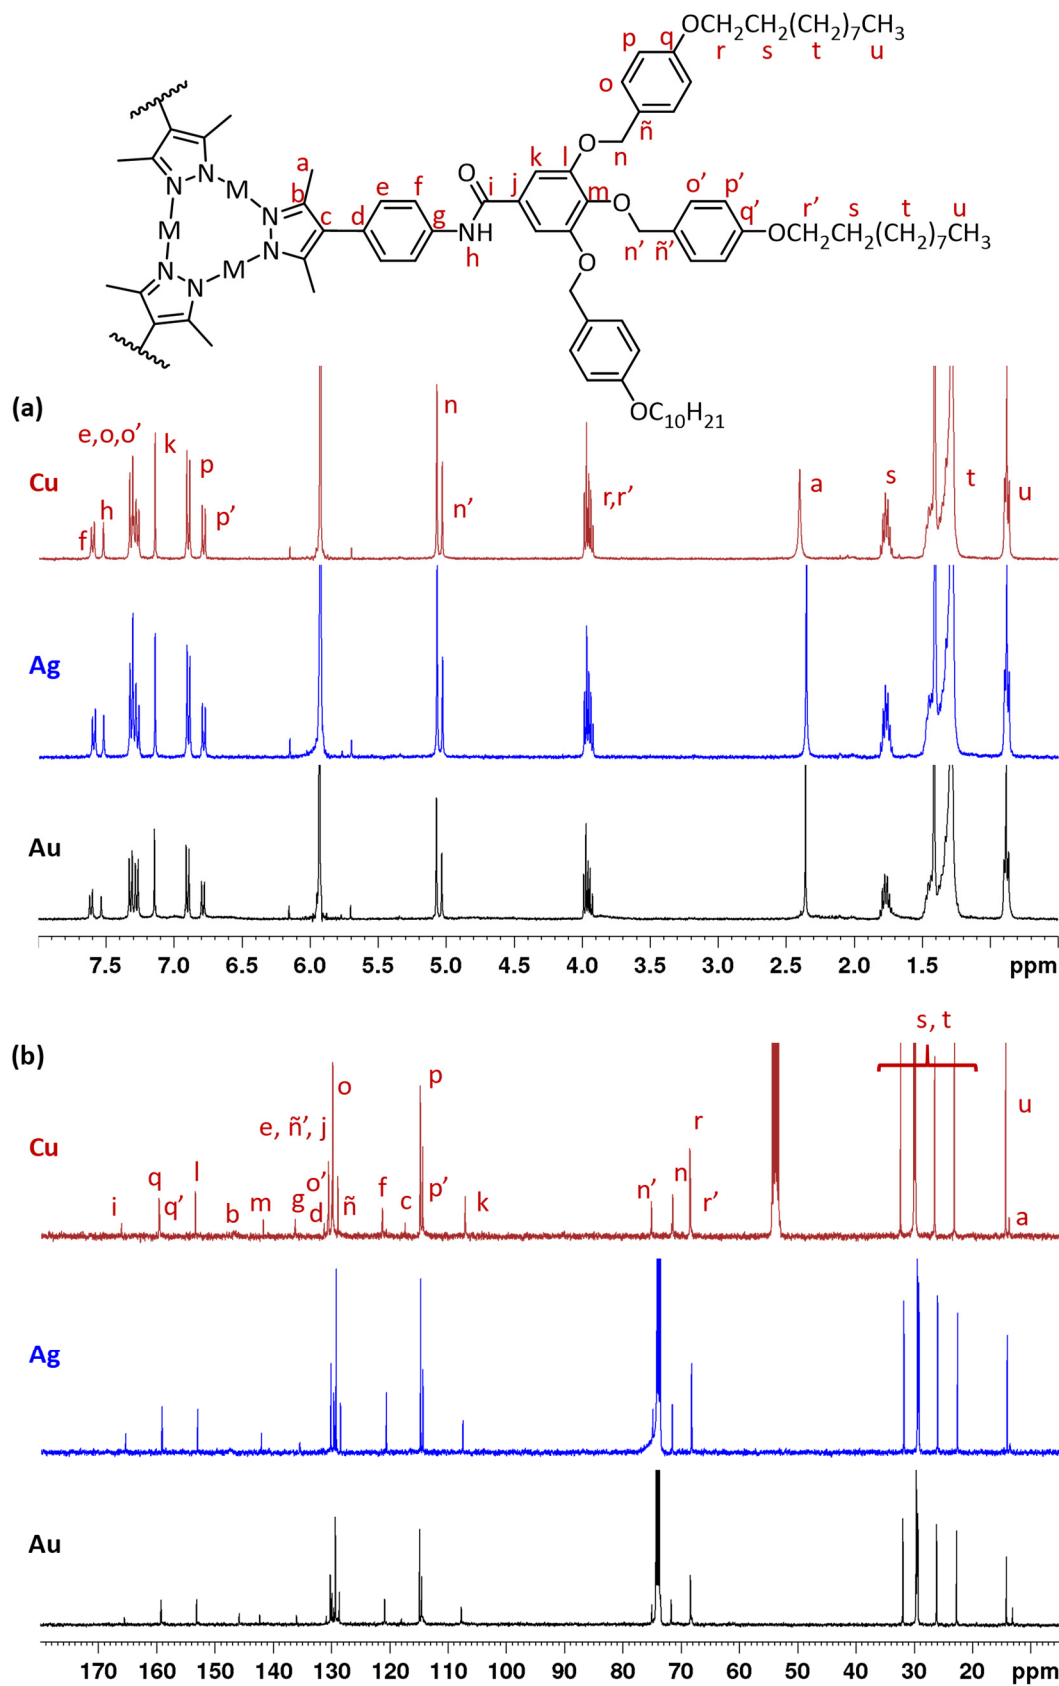 OCH2CH2(CH2)7CH3
p q r s t u
o
ñ
a
O n
k l
M N b e f O i j m O o' p'
N c d g NH n' ñ' q' r' s t u
OCH2CH2(CH2)7CH3
M N h
N M O
N
OC10H21
(a)
Cu
f h e,o,o' k p p' n n' r,r' a s t u
Ag
Au
7.5 7.0 6.5 6.0 5.5 5.0 4.5 4.0 3.5 3.0 2.5 2.0 1.5 ppm
(b)
s, t
Cu
i q q' l b m g e, ñ', j o' d o ñ f c p p' k n' n r r' u a
Ag
Au
170 160 150 140 130 120 110 100 90 80 70 60 50 40 30 20 ppm